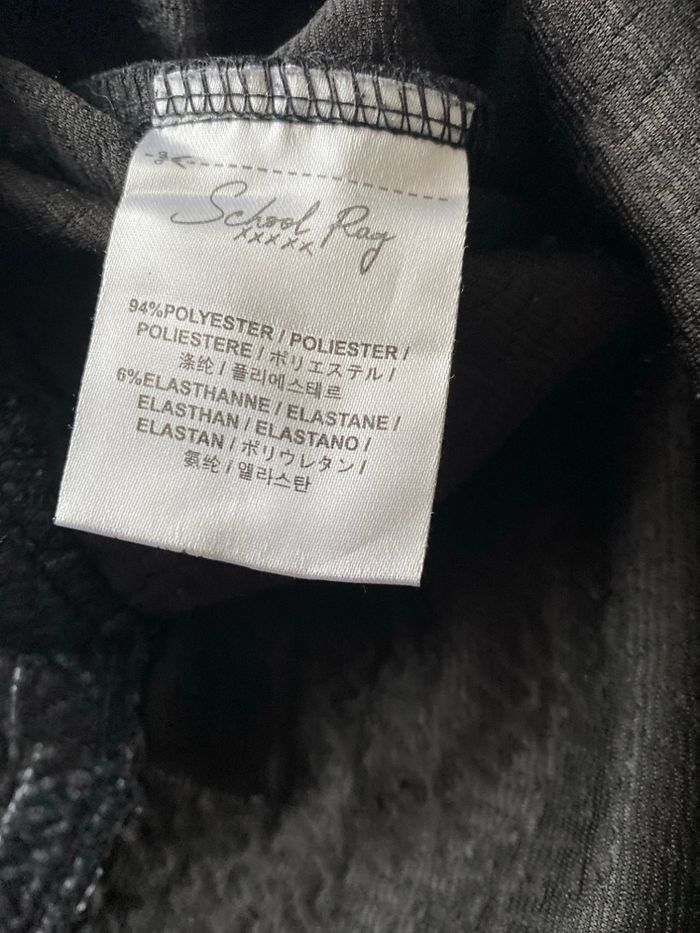 School Rag
xxxxx
94%POLYESTER / POLIESTER /
POLIESTERE / ポリエステル /
涤纶 / 폴리에스테르
6%ELASTHANNE / ELASTANE /
ELASTHAN / ELASTANO /
ELASTAN / ポリウレタン /
氨纶 / 엘라스탄